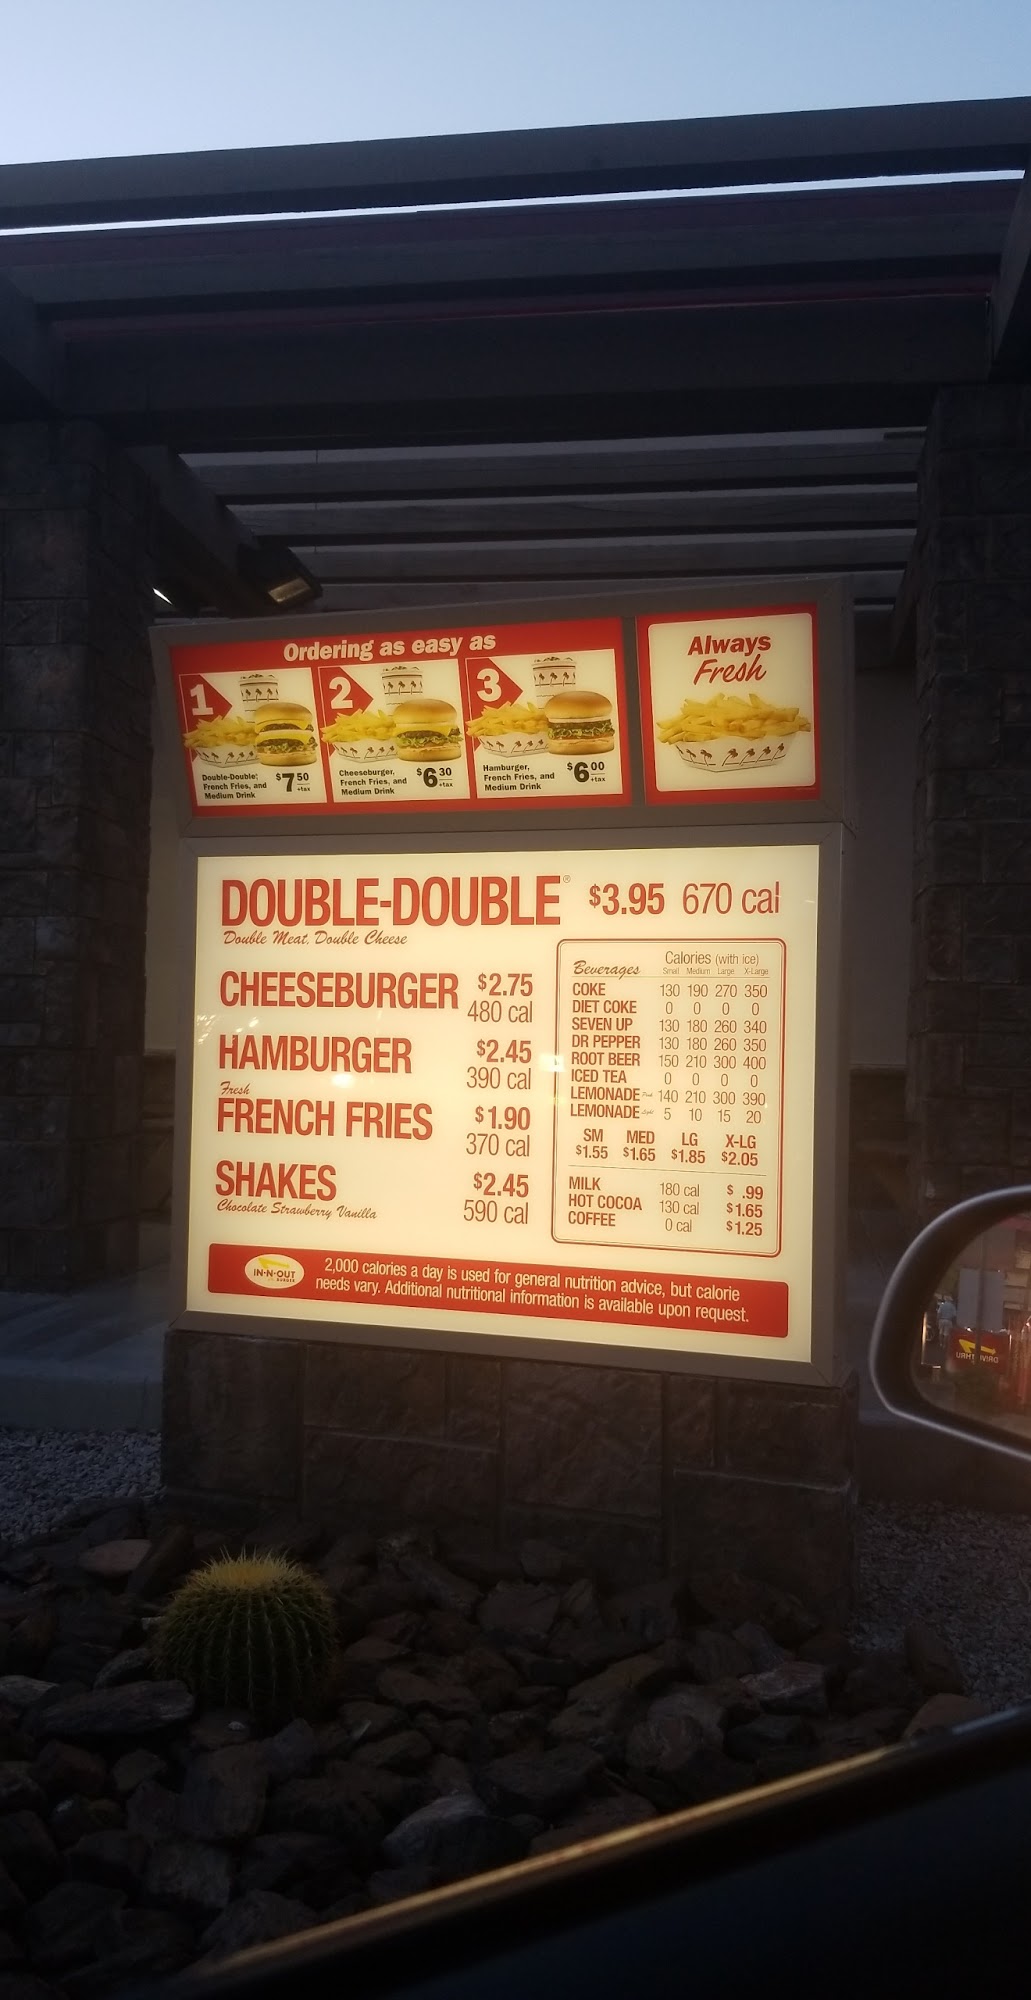 Ordering as easy as
1
Double-Double,
French Fries, and
Medium Drink
$7 50
+tax
2
Cheeseburger,
French Fries, and
Medium Drink
$6 30
+tax
3
Hamburger,
French Fries, and
Medium Drink
$6 00
+tax
Always
Fresh
DOUBLE-DOUBLE® $3.95 670 cal
Double Meat, Double Cheese
CHEESEBURGER $2.75
480 cal
HAMBURGER $2.45
390 cal
Fresh
FRENCH FRIES $1.90
370 cal
SHAKES $2.45
Chocolate Strawberry Vanilla 590 cal
Beverages Calories (with ice)
Small Medium Large X-Large
COKE 130 190 270 350
DIET COKE 0 0 0 0
SEVEN UP 130 180 260 340
DR PEPPER 130 180 260 350
ROOT BEER 150 210 300 400
ICED TEA 0 0 0 0
LEMONADE Pink 140 210 300 390
LEMONADE Light 5 10 15 20
SM MED LG X-LG
$1.55 $1.65 $1.85 $2.05
MILK 180 cal $ .99
HOT COCOA 130 cal $1.65
COFFEE 0 cal $1.25
IN-N-OUT
BURGER
2,000 calories a day is used for general nutrition advice, but calorie
needs vary. Additional nutritional information is available upon request.
DRIVE THRU